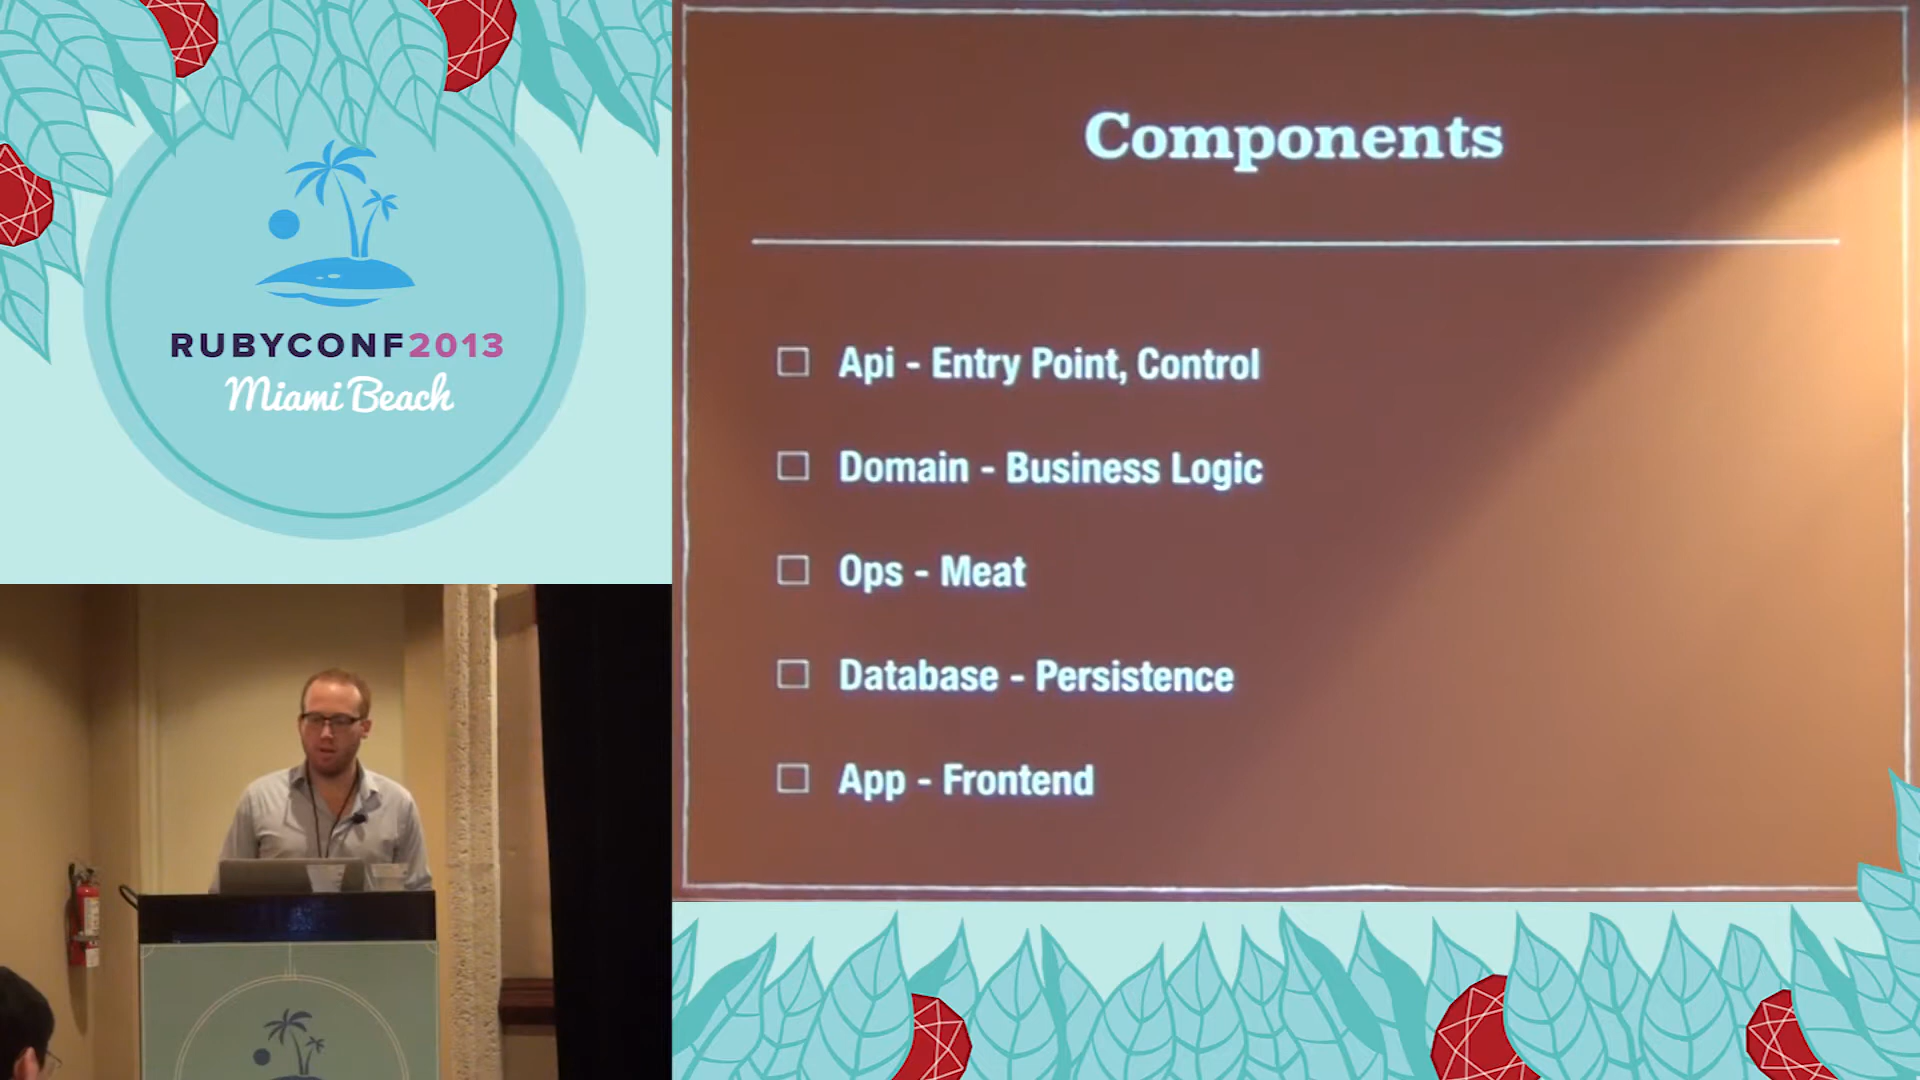 RUBYCONF2013
Miami Beach
Components
Api - Entry Point, Control
Domain - Business Logic
Ops - Meat
Database - Persistence
App - Frontend